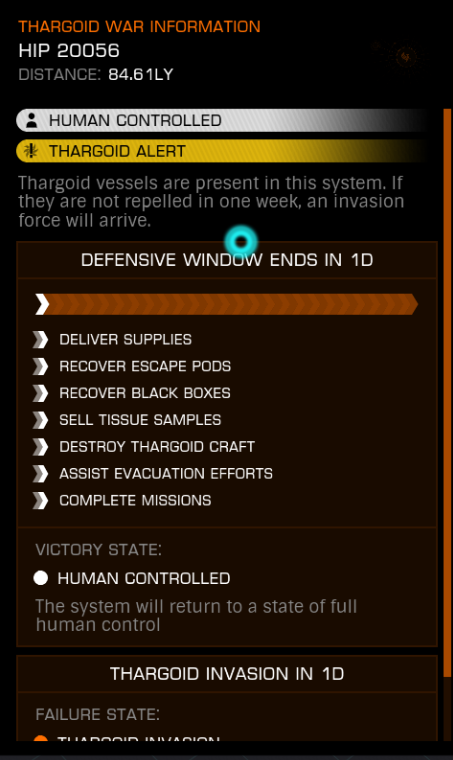 THARGOID WAR INFORMATION
HIP 20056
DISTANCE: 84.61LY
HUMAN CONTROLLED
THARGOID ALERT
Thargoid vessels are present in this system. If
they are not repelled in one week, an invasion
force will arrive.
DEFENSIVE WINDOW ENDS IN 1D
DELIVER SUPPLIES
RECOVER ESCAPE PODS
RECOVER BLACK BOXES
SELL TISSUE SAMPLES
DESTROY THARGOID CRAFT
ASSIST EVACUATION EFFORTS
COMPLETE MISSIONS
VICTORY STATE:
HUMAN CONTROLLED
The system will return to a state of full
human control
THARGOID INVASION IN 1D
FAILURE STATE:
THARGOID INVASION